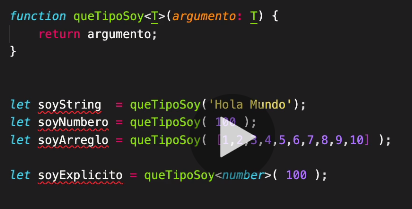 function queTipoSoy<T>(argumento: T) {
return argumento;
}
let soyString = queTipoSoy('Hola Mundo');
let soyNumbero = queTipoSoy( 100 );
let soyArreglo = queTipoSoy( [1,2,3,4,5,6,7,8,9,10] );
let soyExplicito = queTipoSoy<number>( 100 );